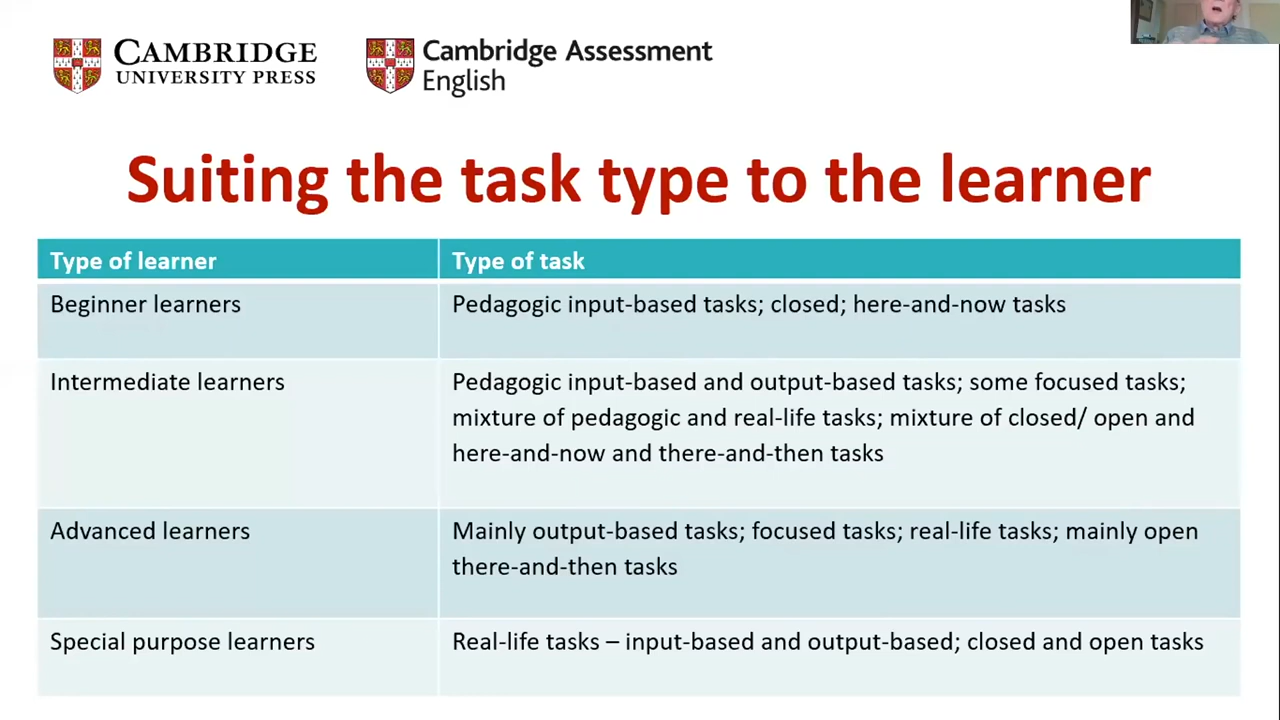 CAMBRIDGE
UNIVERSITY PRESS
Cambridge Assessment
English
Suiting the task type to the learner
Type of learner
Type of task
Beginner learners
Pedagogic input-based tasks; closed; here-and-now tasks
Intermediate learners
Pedagogic input-based and output-based tasks; some focused tasks;
mixture of pedagogic and real-life tasks; mixture of closed/ open and
here-and-now and there-and-then tasks
Advanced learners
Mainly output-based tasks; focused tasks; real-life tasks; mainly open
there-and-then tasks
Special purpose learners
Real-life tasks – input-based and output-based; closed and open tasks